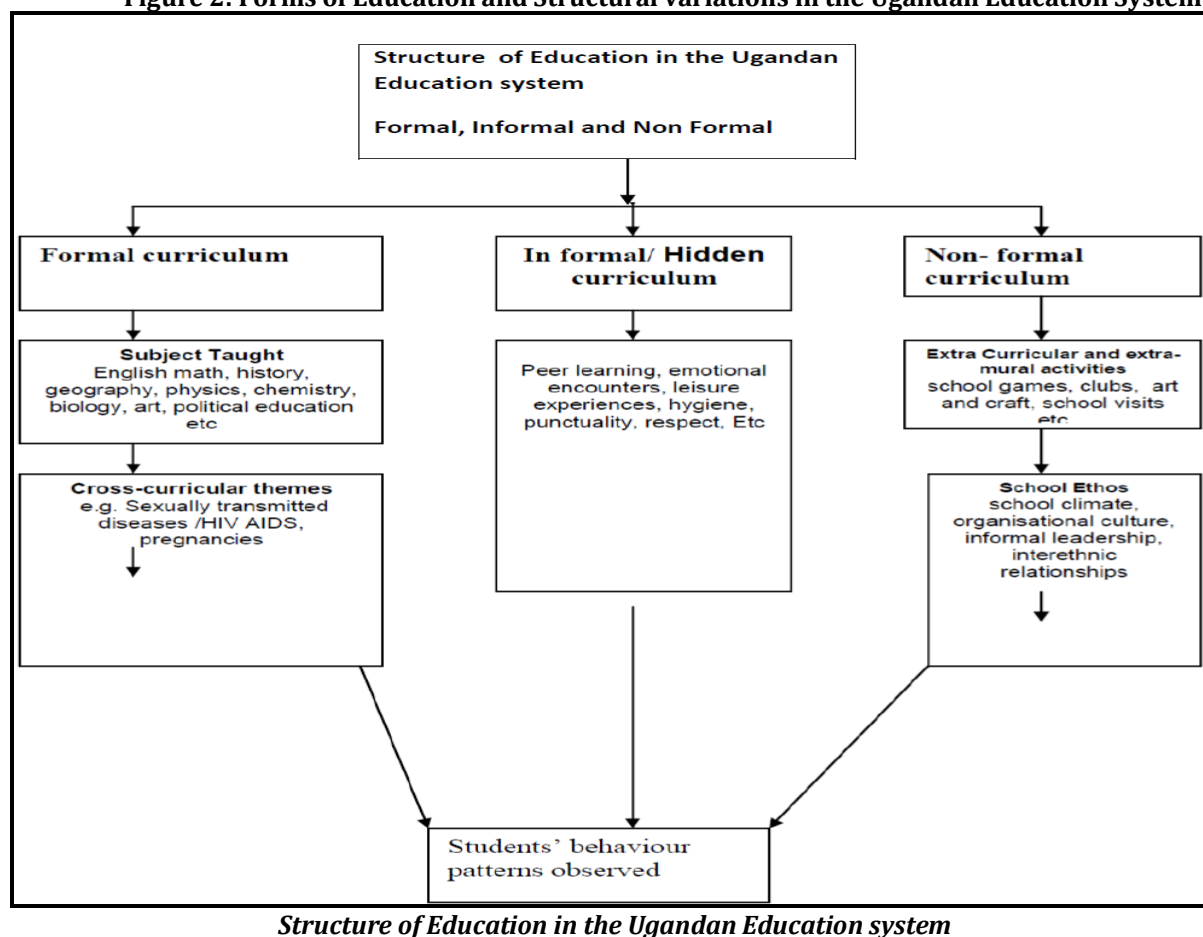 Figure 2: Forms of Education and Structural variations in the Ugandan Education System
Structure of Education in the Ugandan
Education system
Formal, Informal and Non Formal
Formal curriculum
In formal/ Hidden
curriculum
Non- formal
curriculum
Subject Taught
English math, history,
geography, physics, chemistry,
biology, art, political education
etc
Peer learning, emotional
encounters, leisure
experiences, hygiene,
punctuality, respect, Etc
Extra Curricular and extra-
mural activities
school games, clubs, art
and craft, school visits
etc
Cross-curricular themes
e.g. Sexually transmitted
diseases /HIV AIDS,
pregnancies
School Ethos
school climate,
organisational culture,
informal leadership,
interethnic
relationships
Students’ behaviour
patterns observed
Structure of Education in the Ugandan Education system